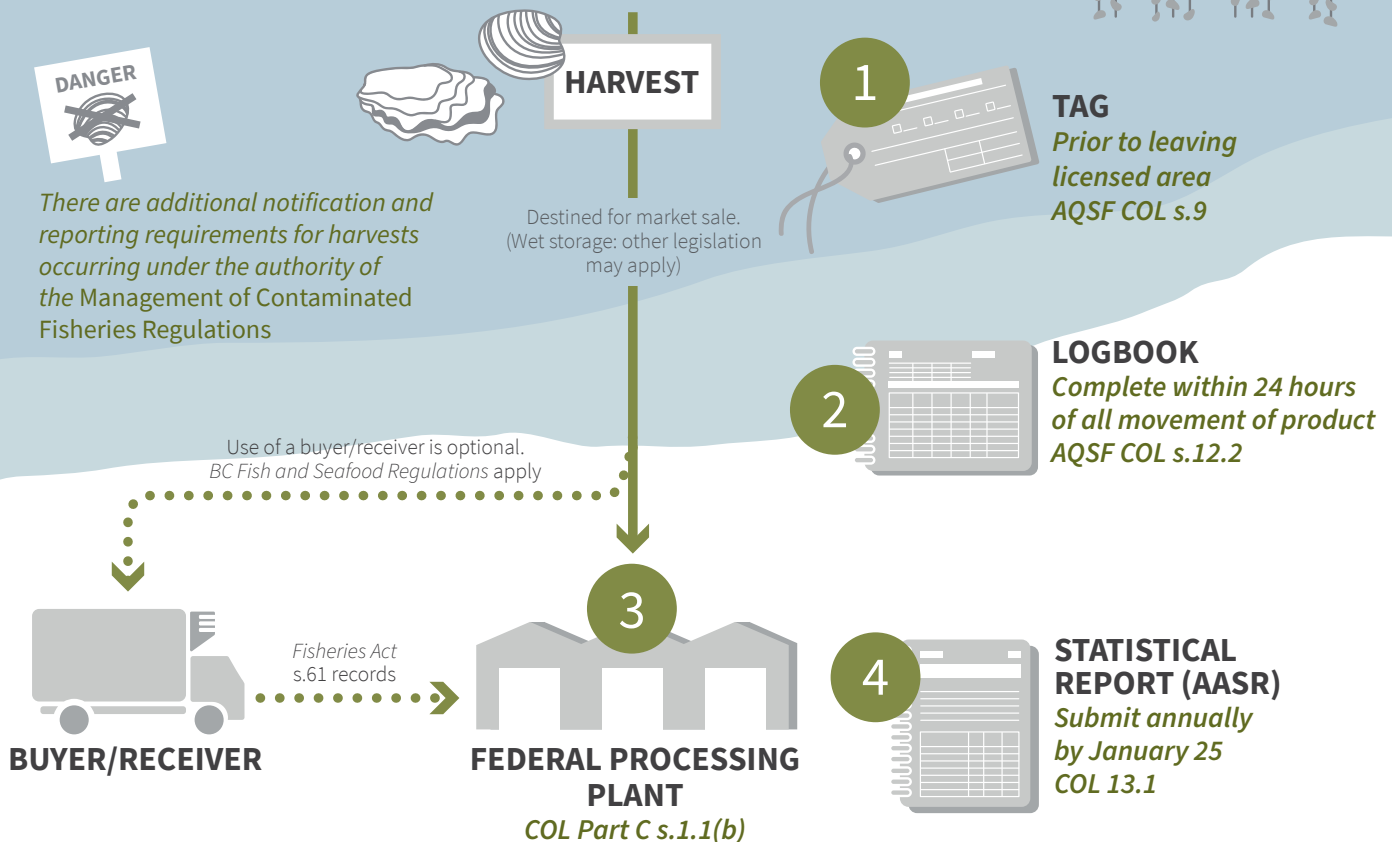 DANGER
HARVEST
There are additional notification and
reporting requirements for harvests
occurring under the authority of
the Management of Contaminated
Fisheries Regulations
Destined for market sale.
(Wet storage: other legislation
may apply)
1
TAG
Prior to leaving
licensed area
AQSF COL s.9
2
LOGBOOK
Complete within 24 hours
of all movement of product
AQSF COL s.12.2
Use of a buyer/receiver is optional.
BC Fish and Seafood Regulations apply
BUYER/RECEIVER
Fisheries Act
s.61 records
3
FEDERAL PROCESSING
PLANT
COL Part C s.1.1(b)
4
STATISTICAL
REPORT (AASR)
Submit annually
by January 25
COL 13.1